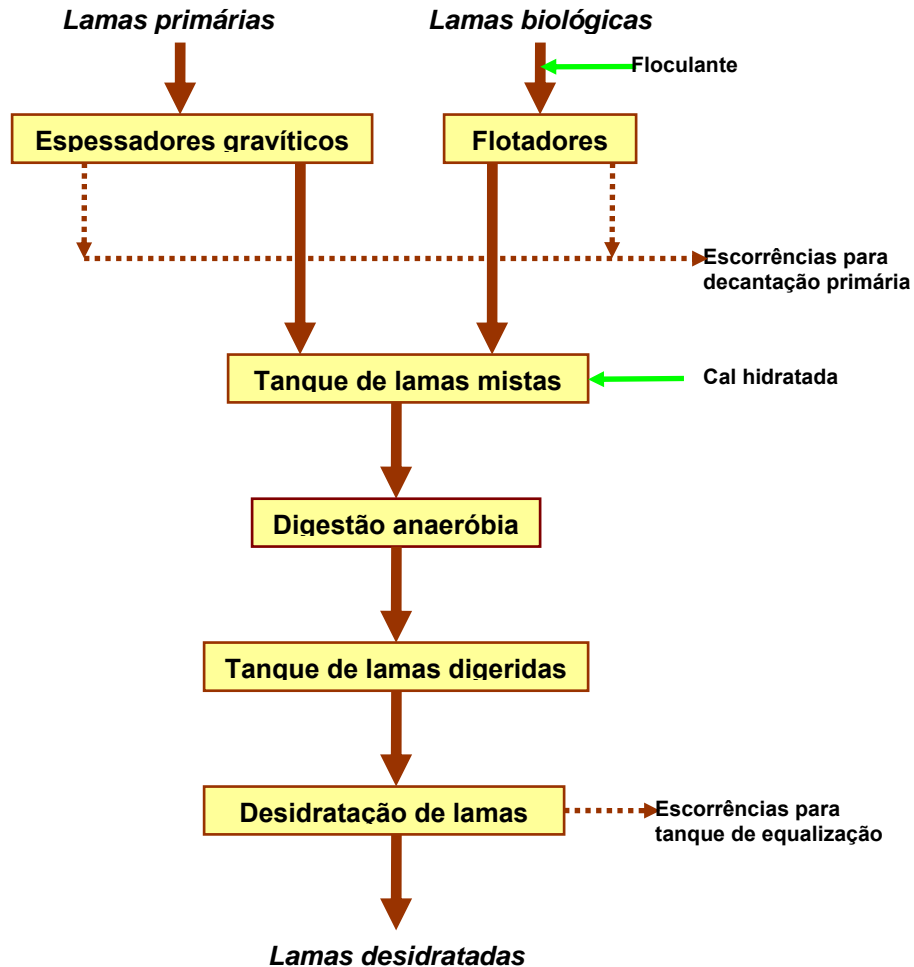 Lamas primárias
Lamas biológicas
Floculante
Espessadores gravíticos
Flotadores
Escorrências para
decantação primária
Tanque de lamas mistas
Cal hidratada
Digestão anaeróbia
Tanque de lamas digeridas
Desidratação de lamas
Escorrências para
tanque de equalização
Lamas desidratadas